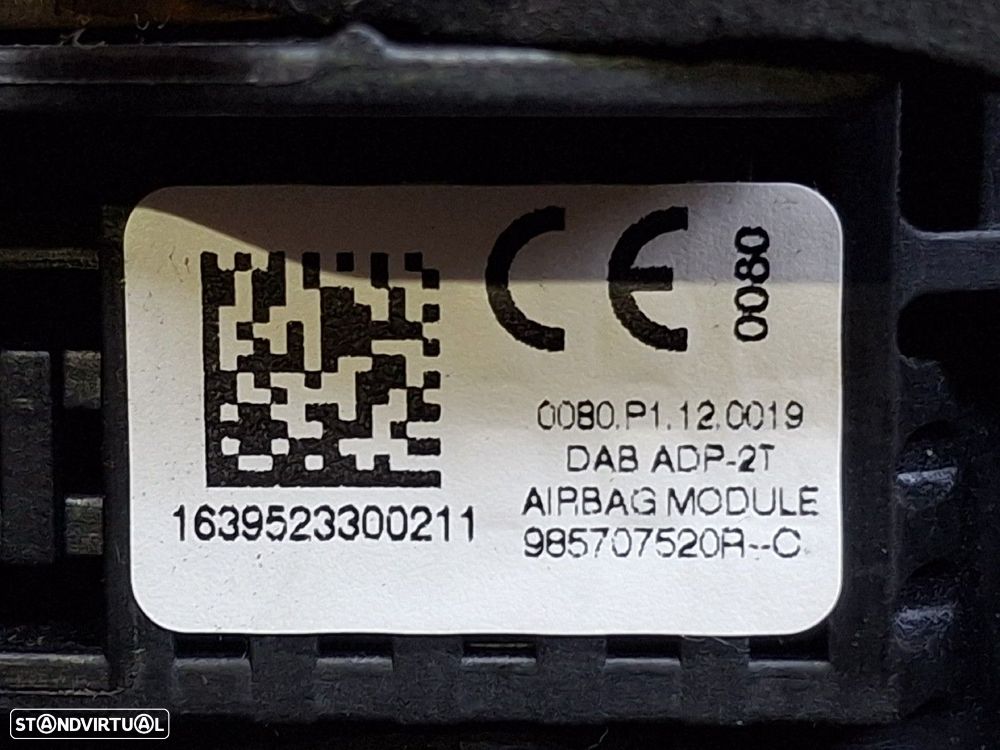 CE 0080
0080.P1.12.0019
DAB ADP-2T
AIRBAG MODULE
985707520R--C
1639523300211
STANDVIRTUAL